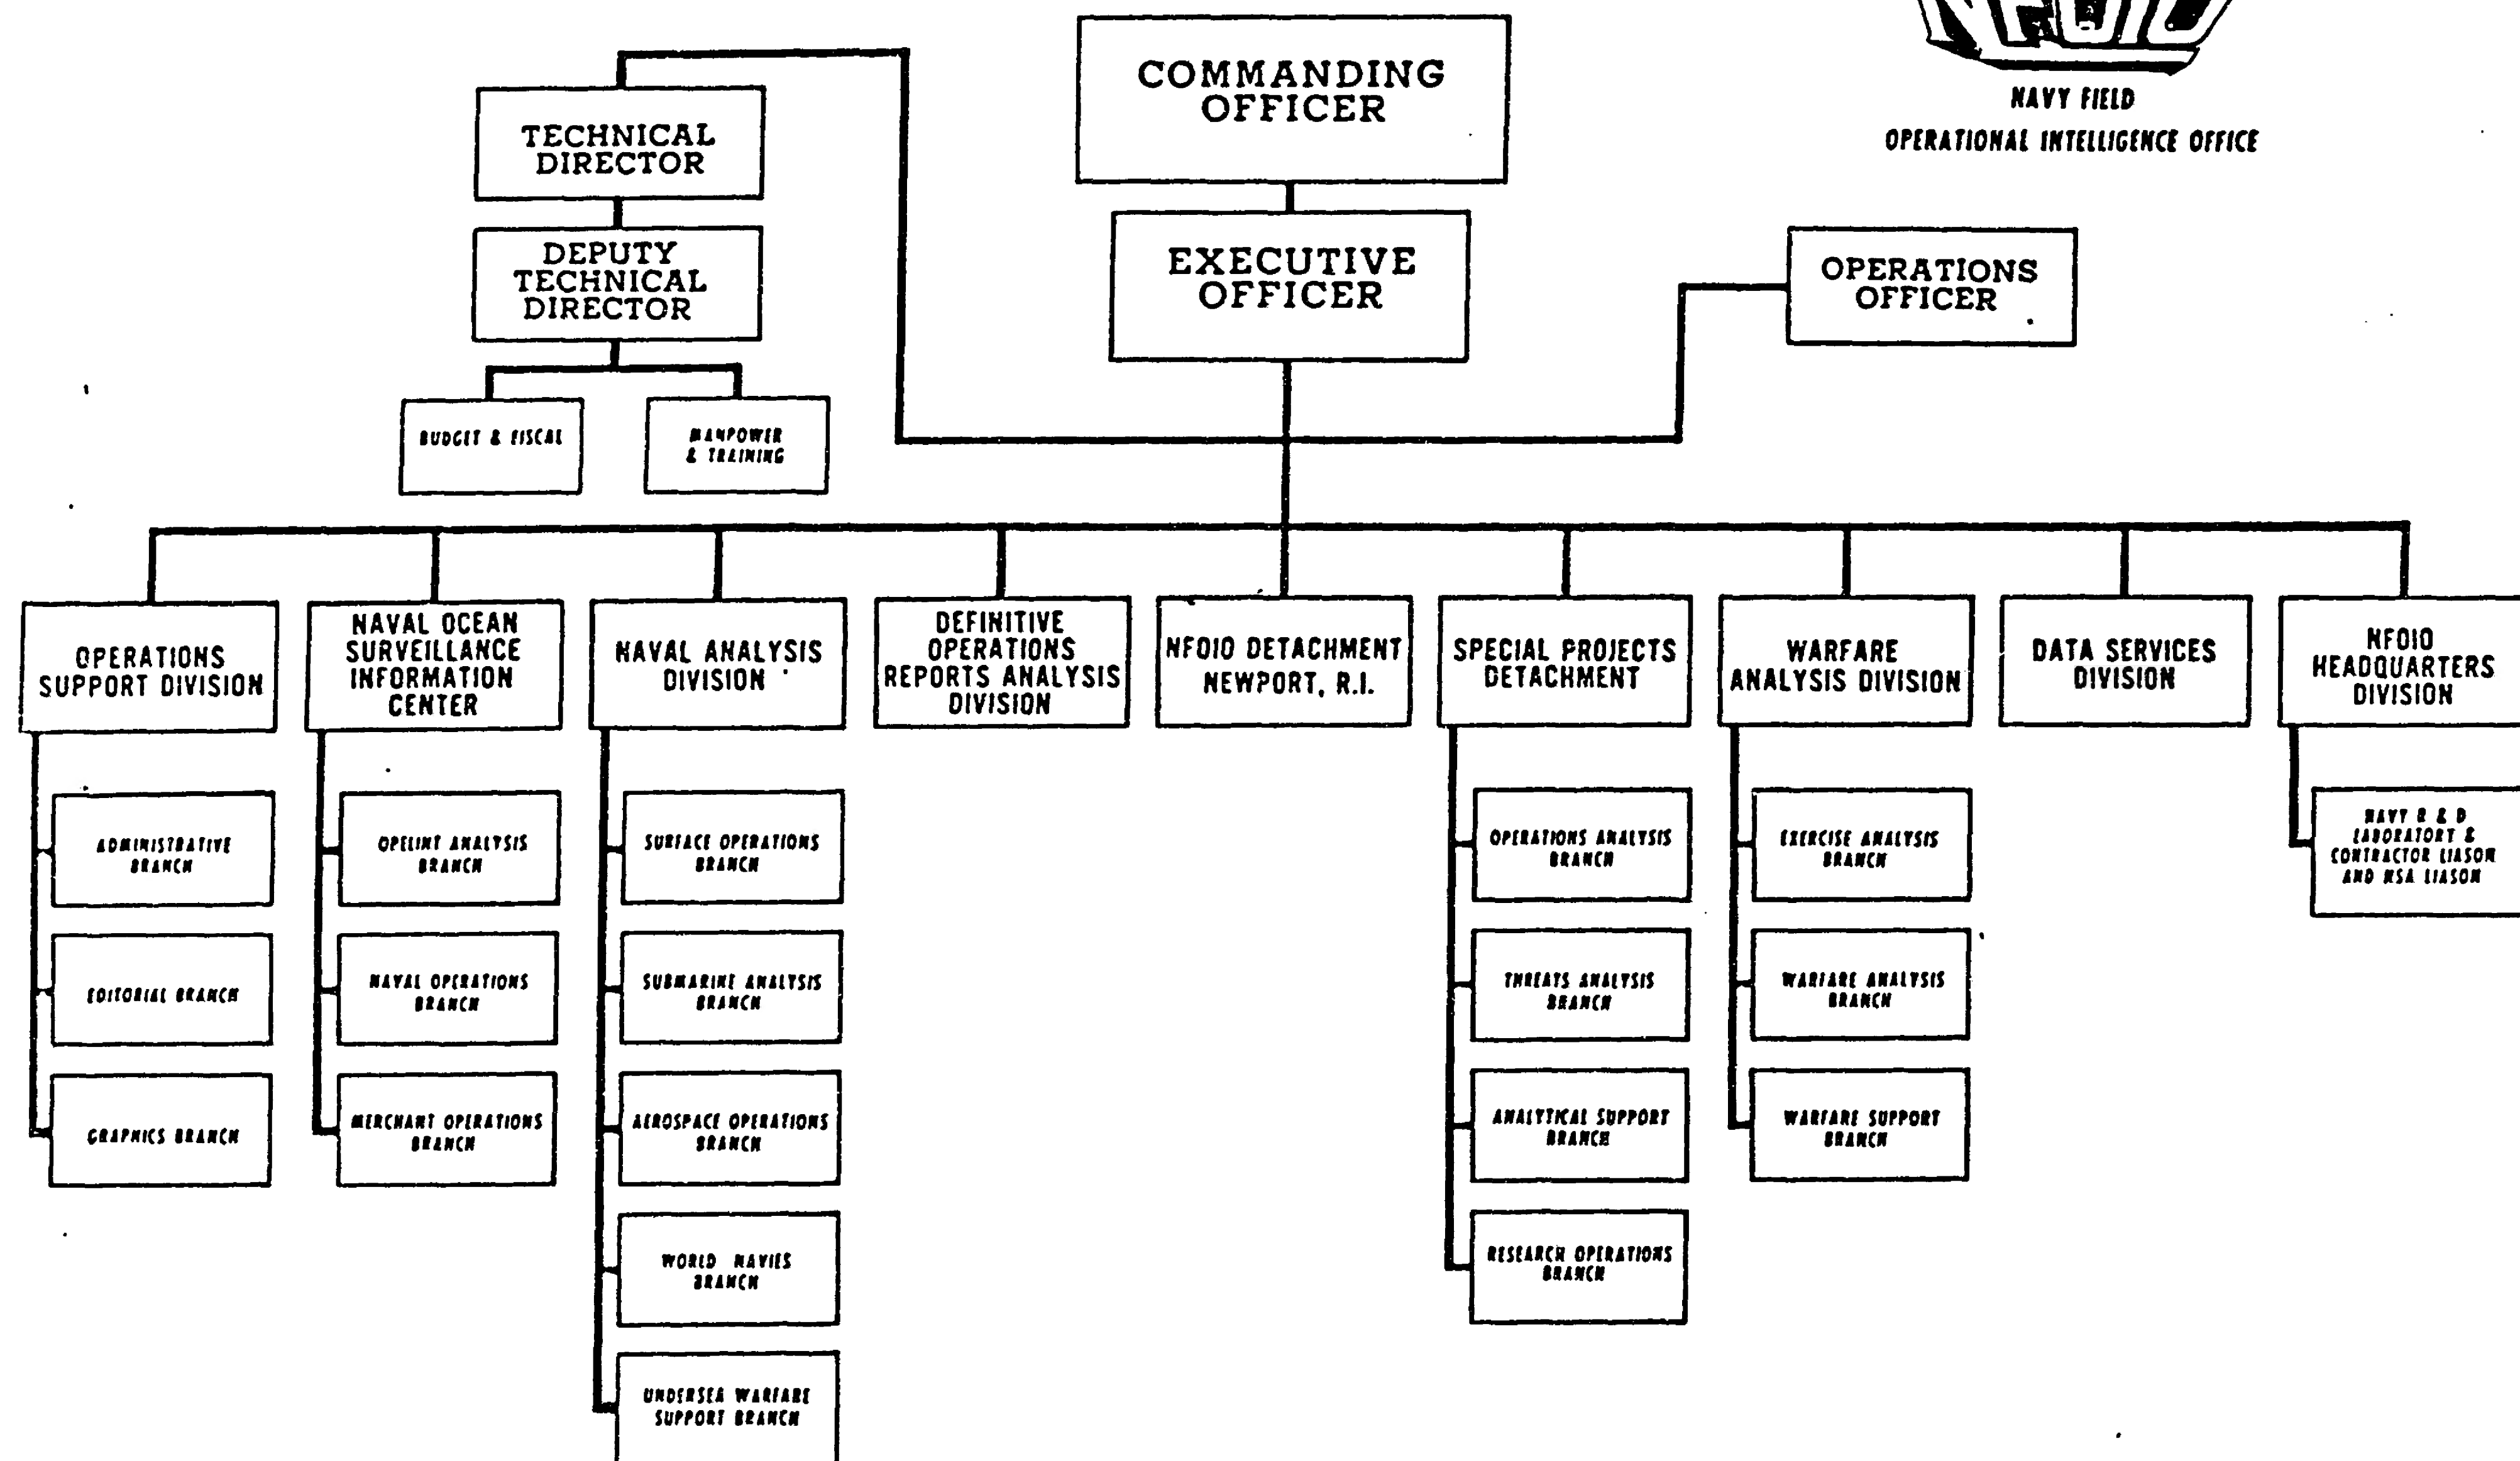 NFOIO
NAVY FIELD
OPERATIONAL INTELLIGENCE OFFICE
COMMANDING
OFFICER
TECHNICAL
DIRECTOR
EXECUTIVE
OFFICER
DEPUTY
TECHNICAL
DIRECTOR
OPERATIONS
OFFICER
BUDGET & FISCAL
MANPOWER
& TRAINING
OPERATIONS
SUPPORT DIVISION
NAVAL OCEAN
SURVEILLANCE
INFORMATION
CENTER
NAVAL ANALYSIS
DIVISION
DEFINITIVE
OPERATIONS
REPORTS ANALYSIS
DIVISION
NFOIO DETACHMENT
NEWPORT, R.I.
SPECIAL PROJECTS
DETACHMENT
WARFARE
ANALYSIS DIVISION
DATA SERVICES
DIVISION
NFOIO
HEADQUARTERS
DIVISION
ADMINISTRATIVE
BRANCH
EDITORIAL BRANCH
GRAPHICS BRANCH
OPELINT ANALYSIS
BRANCH
NAVAL OPERATIONS
BRANCH
MERCHANT OPERATIONS
BRANCH
SURFACE OPERATIONS
BRANCH
SUBMARINE ANALYSIS
BRANCH
AEROSPACE OPERATIONS
BRANCH
WORLD NAVIES
BRANCH
UNDERSEA WARFARE
SUPPORT BRANCH
OPERATIONS ANALYSIS
BRANCH
THREATS ANALYSIS
BRANCH
ANALYTICAL SUPPORT
BRANCH
RESEARCH OPERATIONS
BRANCH
EXERCISE ANALYSIS
BRANCH
WARFARE ANALYSIS
BRANCH
WARFARE SUPPORT
BRANCH
NAVY R & D
LABORATORY &
CONTRACTOR LIASON
AND NSA LIASON